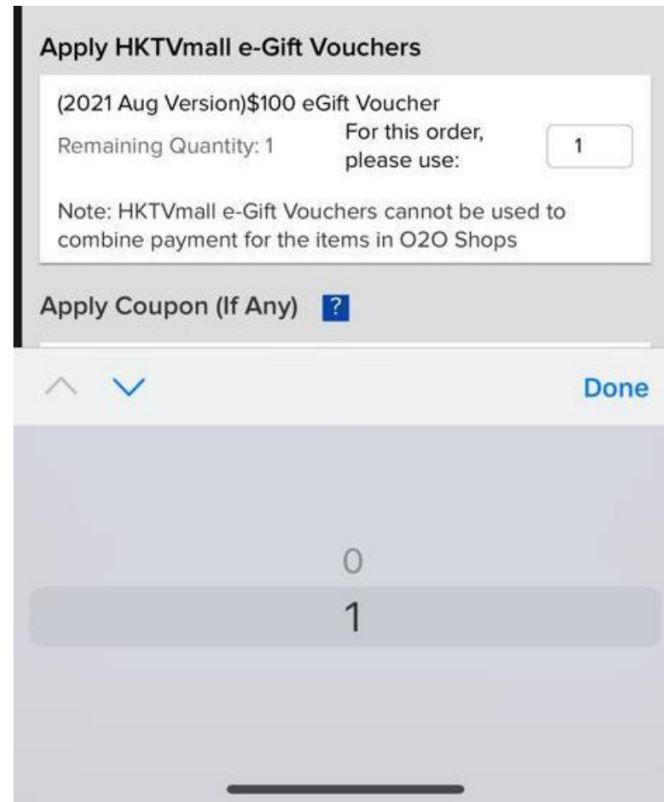 Apply HKTVmall e-Gift Vouchers
(2021 Aug Version)$100 eGift Voucher
Remaining Quantity: 1
For this order,
please use:
1
Note: HKTVmall e-Gift Vouchers cannot be used to
combine payment for the items in O2O Shops
Apply Coupon (If Any) ?
Done
0
1